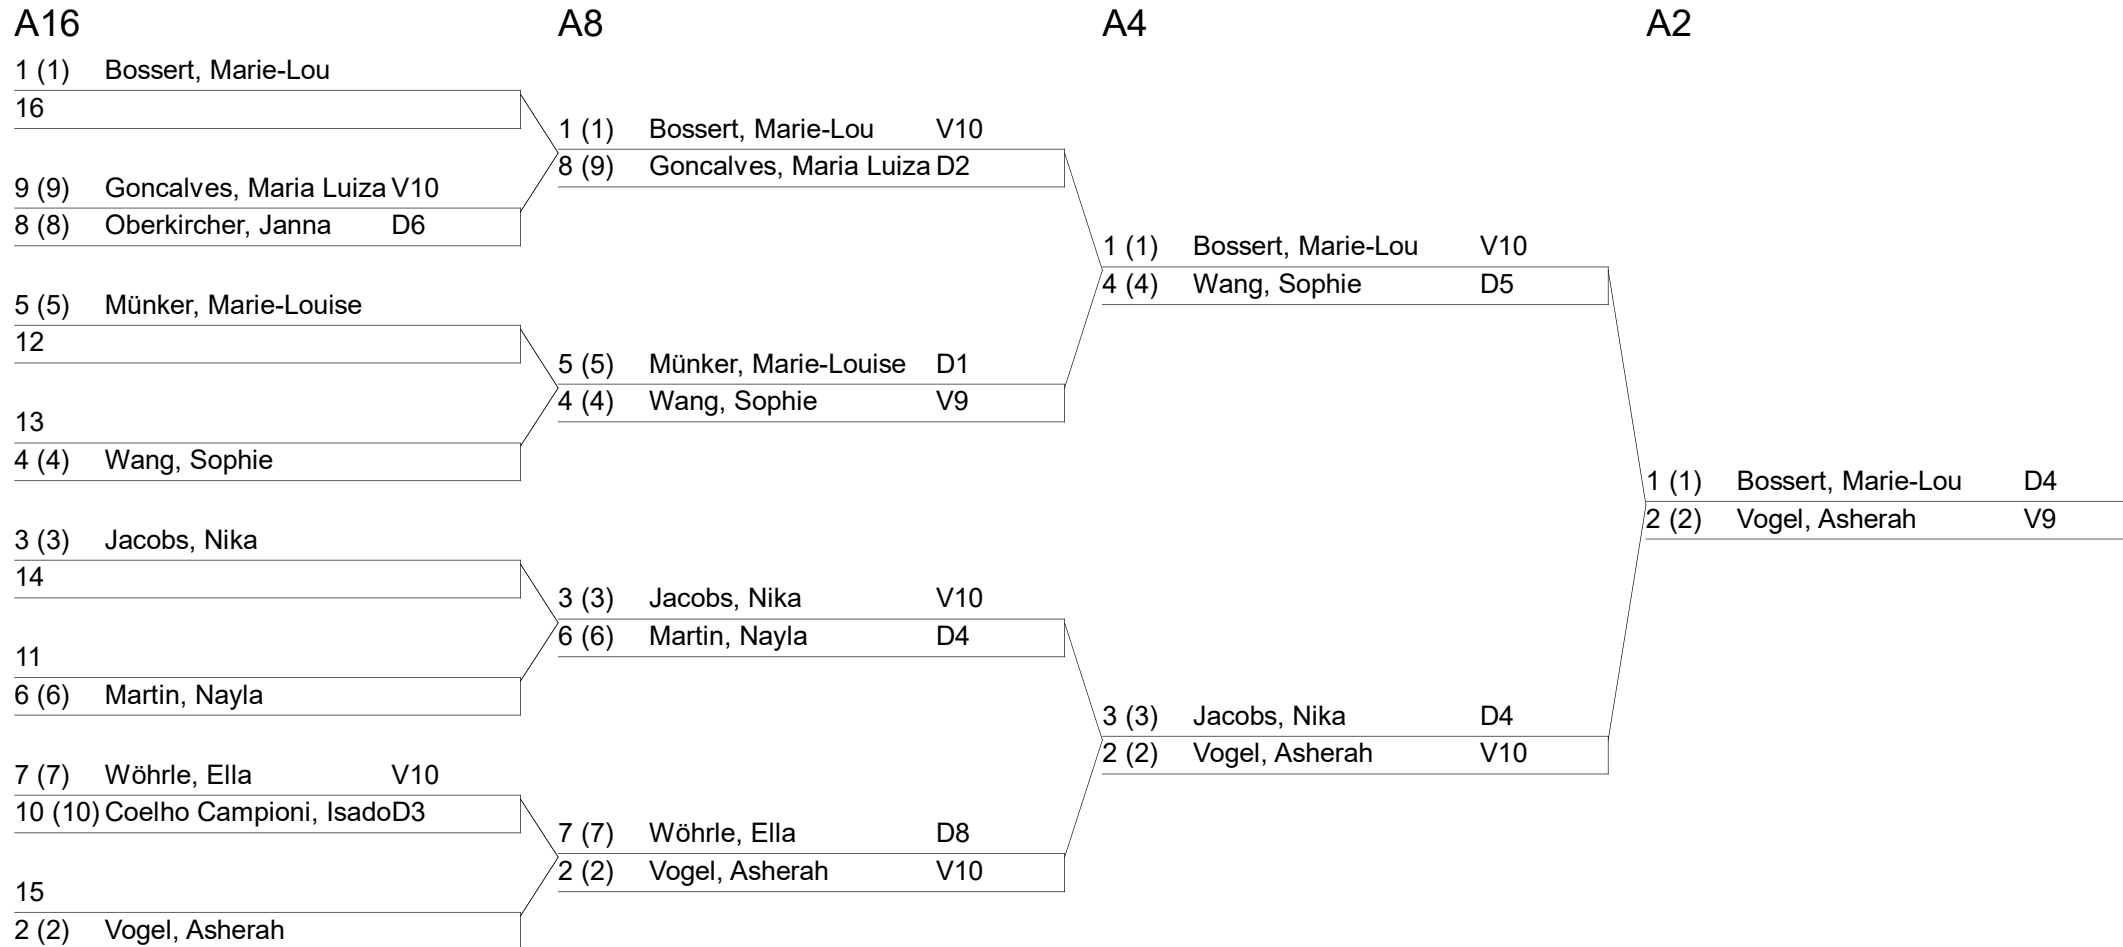 A16 A8 A4 A2
1 (1) Bossert, Marie-Lou
16
9 (9) Goncalves, Maria Luiza V10
8 (8) Oberkircher, Janna D6
5 (5) Münker, Marie-Louise
12
13
4 (4) Wang, Sophie
3 (3) Jacobs, Nika
14
11
6 (6) Martin, Nayla
7 (7) Wöhrle, Ella V10
10 (10) Coelho Campioni, Isado D3
15
2 (2) Vogel, Asherah
1 (1) Bossert, Marie-Lou V10
8 (9) Goncalves, Maria Luiza D2
5 (5) Münker, Marie-Louise D1
4 (4) Wang, Sophie V9
3 (3) Jacobs, Nika V10
6 (6) Martin, Nayla D4
7 (7) Wöhrle, Ella D8
2 (2) Vogel, Asherah V10
1 (1) Bossert, Marie-Lou V10
4 (4) Wang, Sophie D5
3 (3) Jacobs, Nika D4
2 (2) Vogel, Asherah V10
1 (1) Bossert, Marie-Lou D4
2 (2) Vogel, Asherah V9